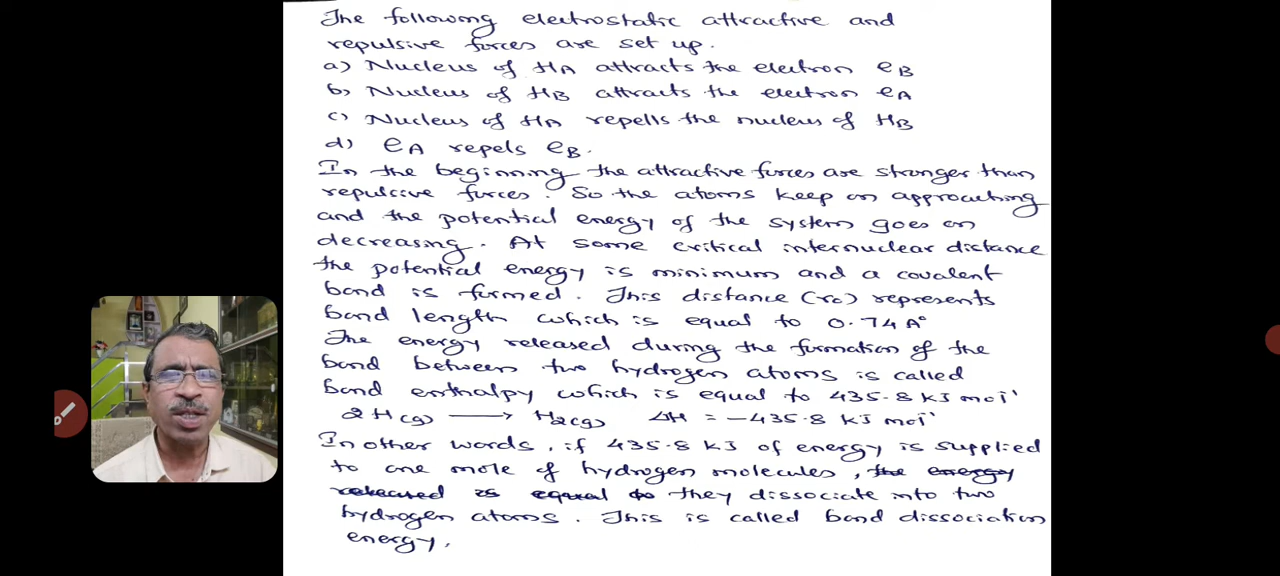 The following electrostatic attractive and
repulsive forces are set up.
a) Nucleus of HA attracts the electron eB
b) Nucleus of HB attracts the electron eA
c) Nucleus of HA repells the nucleus of HB
d) eA repels eB.
In the beginning the attractive forces are stronger than
repulsive forces. So the atoms keep on approaching
and the potential energy of the system goes on
decreasing. At some critical internuclear distance
the potential energy is minimum and a covalent
bond is formed. This distance (ro) represents
bond length which is equal to 0.74 A°
The energy released during the formation of the
bond between two hydrogen atoms is called
bond enthalpy which is equal to 435.8 KJ mol⁻¹
2H(g) ⟶ H2(g) ΔH = -435.8 KJ mol⁻¹
In other words, if 435.8 KJ of energy is supplied
to one mole of hydrogen molecules, the energy
released is equal to they dissociate into two
hydrogen atoms. This is called bond dissociation
energy.